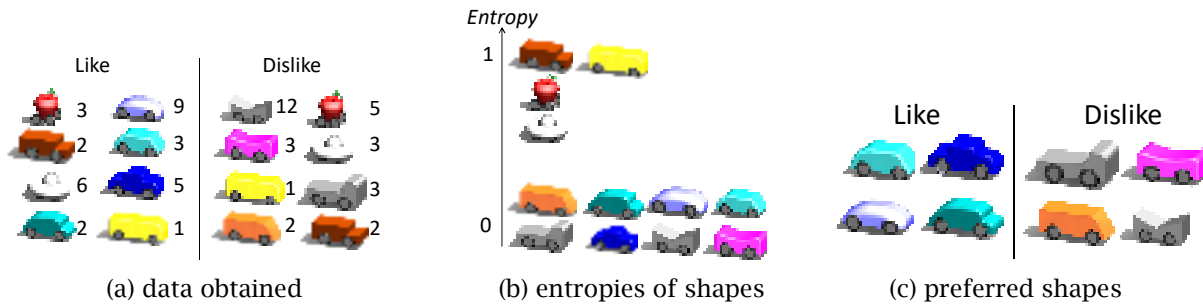 Like
Dislike
3
9
12
5
2
3
3
3
6
5
1
3
2
1
2
2
(a) data obtained
Entropy
1
0
(b) entropies of shapes
Like
Dislike
(c) preferred shapes